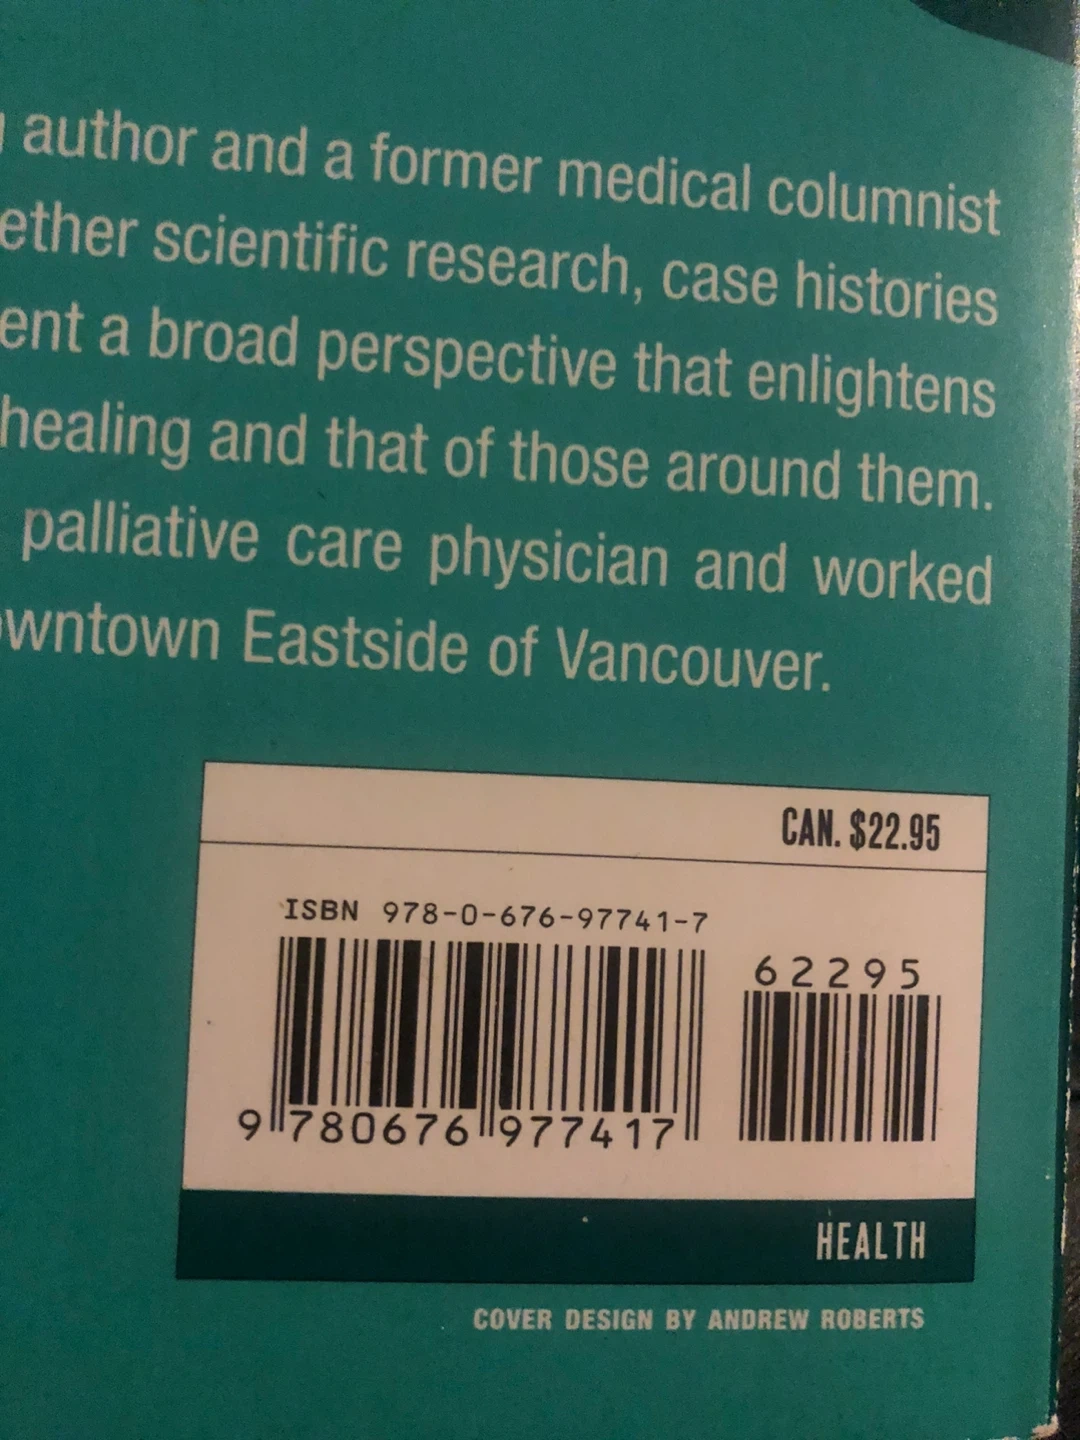 author and a former medical columnist
ether scientific research, case histories
ent a broad perspective that enlightens
healing and that of those around them.
palliative care physician and worked
wntown Eastside of Vancouver.
CAN. $22.95
ISBN 978-0-676-97741-7
62295
9 780676 977417
HEALTH
COVER DESIGN BY ANDREW ROBERTS